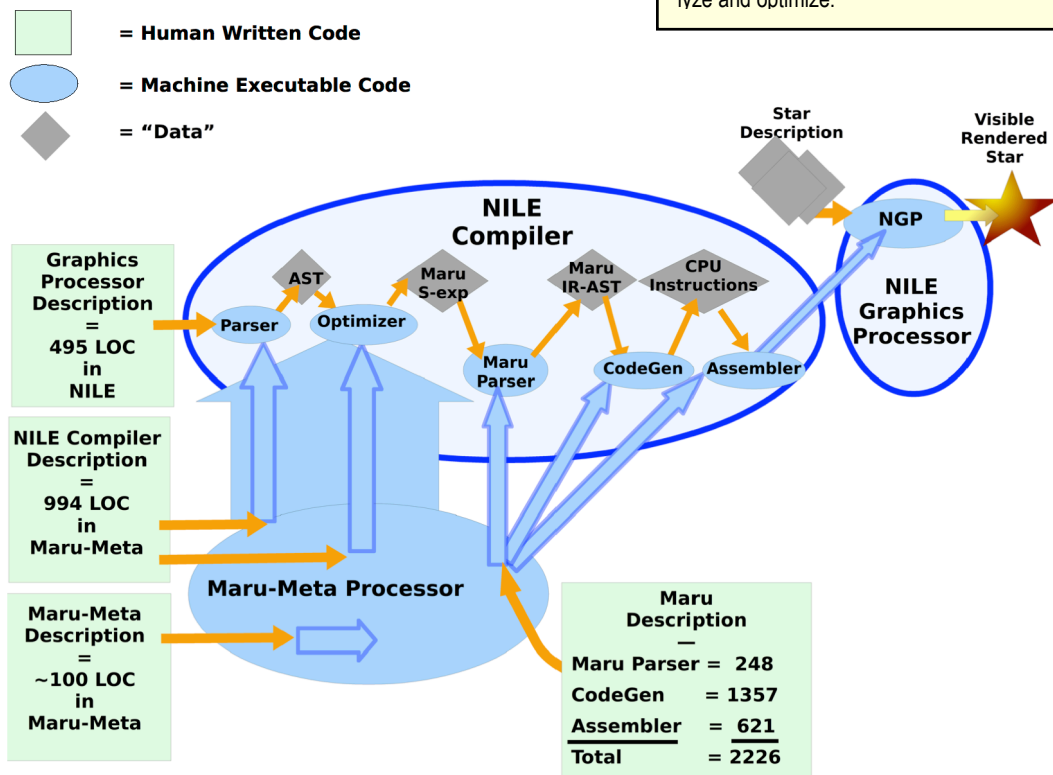 lyze and optimize.
= Human Written Code
= Machine Executable Code
= “Data”
Star
Description
Visible
Rendered
Star
NILE
Compiler
NGP
NILE
Graphics
Processor
Graphics
Processor
Description
=
495 LOC
in
NILE
AST
Maru
S-exp
Maru
IR-AST
CPU
Instructions
Parser
Optimizer
Maru
Parser
CodeGen
Assembler
NILE Compiler
Description
=
994 LOC
in
Maru-Meta
Maru-Meta Processor
Maru-Meta
Description
=
~100 LOC
in
Maru-Meta
Maru
Description
—
Maru Parser = 248
CodeGen = 1357
Assembler = 621
Total = 2226